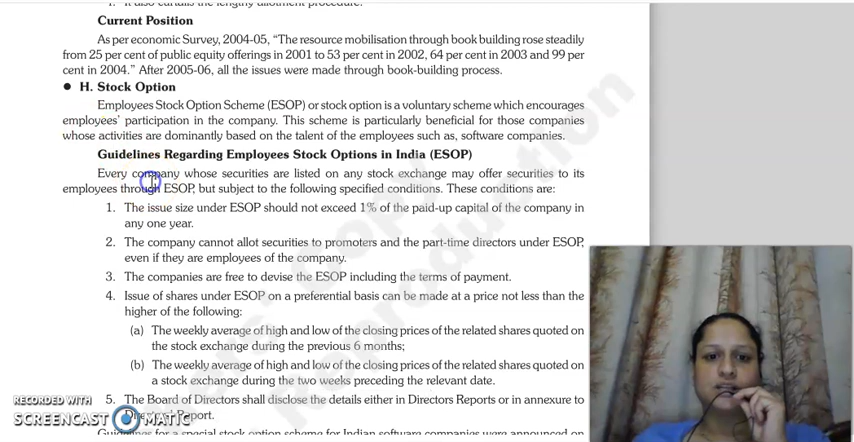 Current Position
As per economic Survey, 2004-05, “The resource mobilisation through book building rose steadily
from 25 per cent of public equity offerings in 2001 to 53 per cent in 2002, 64 per cent in 2003 and 99 per
cent in 2004.” After 2005-06, all the issues were made through book-building process.
● H. Stock Option
Employees Stock Option Scheme (ESOP) or stock option is a voluntary scheme which encourages
employees’ participation in the company. This scheme is particularly beneficial for those companies
whose activities are dominantly based on the talent of the employees such as, software companies.
Guidelines Regarding Employees Stock Options in India (ESOP)
Every company whose securities are listed on any stock exchange may offer securities to its
employees through ESOP, but subject to the following specified conditions. These conditions are:
1. The issue size under ESOP should not exceed 1% of the paid-up capital of the company in
any one year.
2. The company cannot allot securities to promoters and the part-time directors under ESOP,
even if they are employees of the company.
3. The companies are free to devise the ESOP including the terms of payment.
4. Issue of shares under ESOP on a preferential basis can be made at a price not less than the
higher of the following:
(a) The weekly average of high and low of the closing prices of the related shares quoted on
the stock exchange during the previous 6 months;
(b) The weekly average of high and low of the closing prices of the related shares quoted on
a stock exchange during the two weeks preceding the relevant date.
5. The Board of Directors shall disclose the details either in Directors Reports or in annexure to
Report.
RECORDED WITH
SCREENCAST MATIC